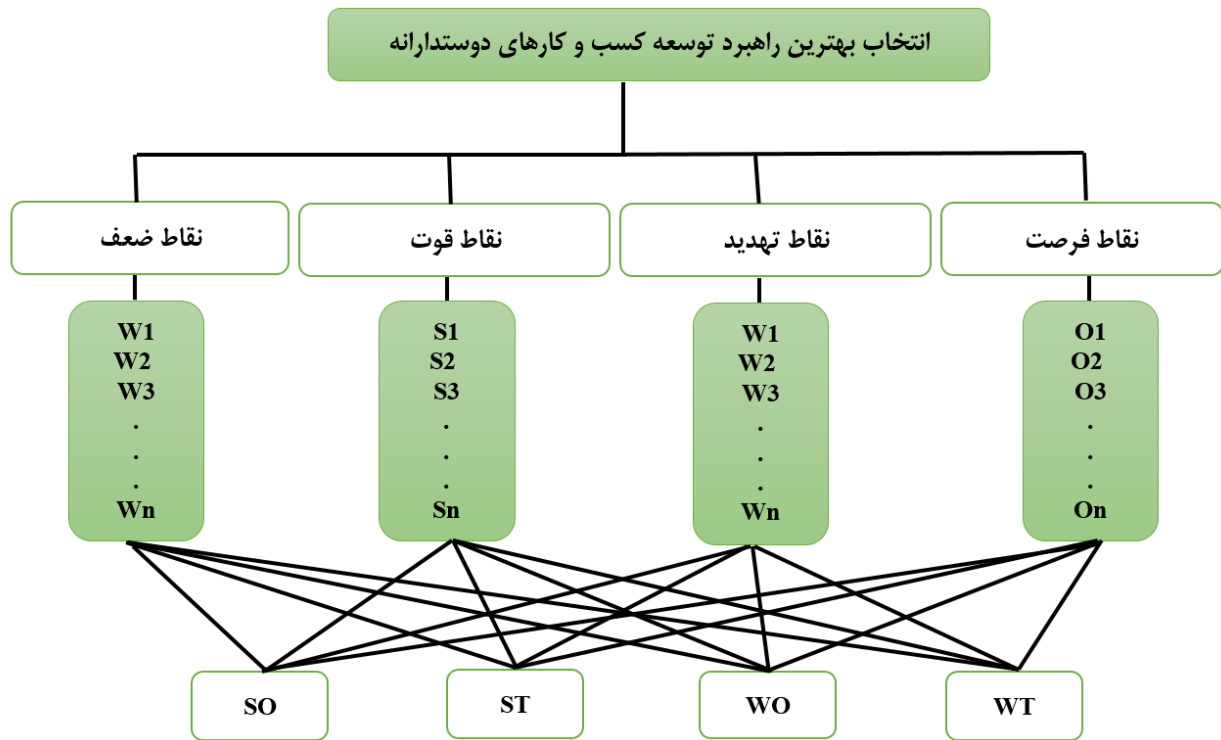 انتخاب بهترین راهبرد توسعه کسب و کارهای دوستدارانه
نقاط فرصت
نقاط تهدید
نقاط قوت
نقاط ضعف
O1
O2
O3
.
.
.
On
W1
W2
W3
.
.
.
Wn
S1
S2
S3
.
.
.
Sn
W1
W2
W3
.
.
.
Wn
SO
ST
WO
WT